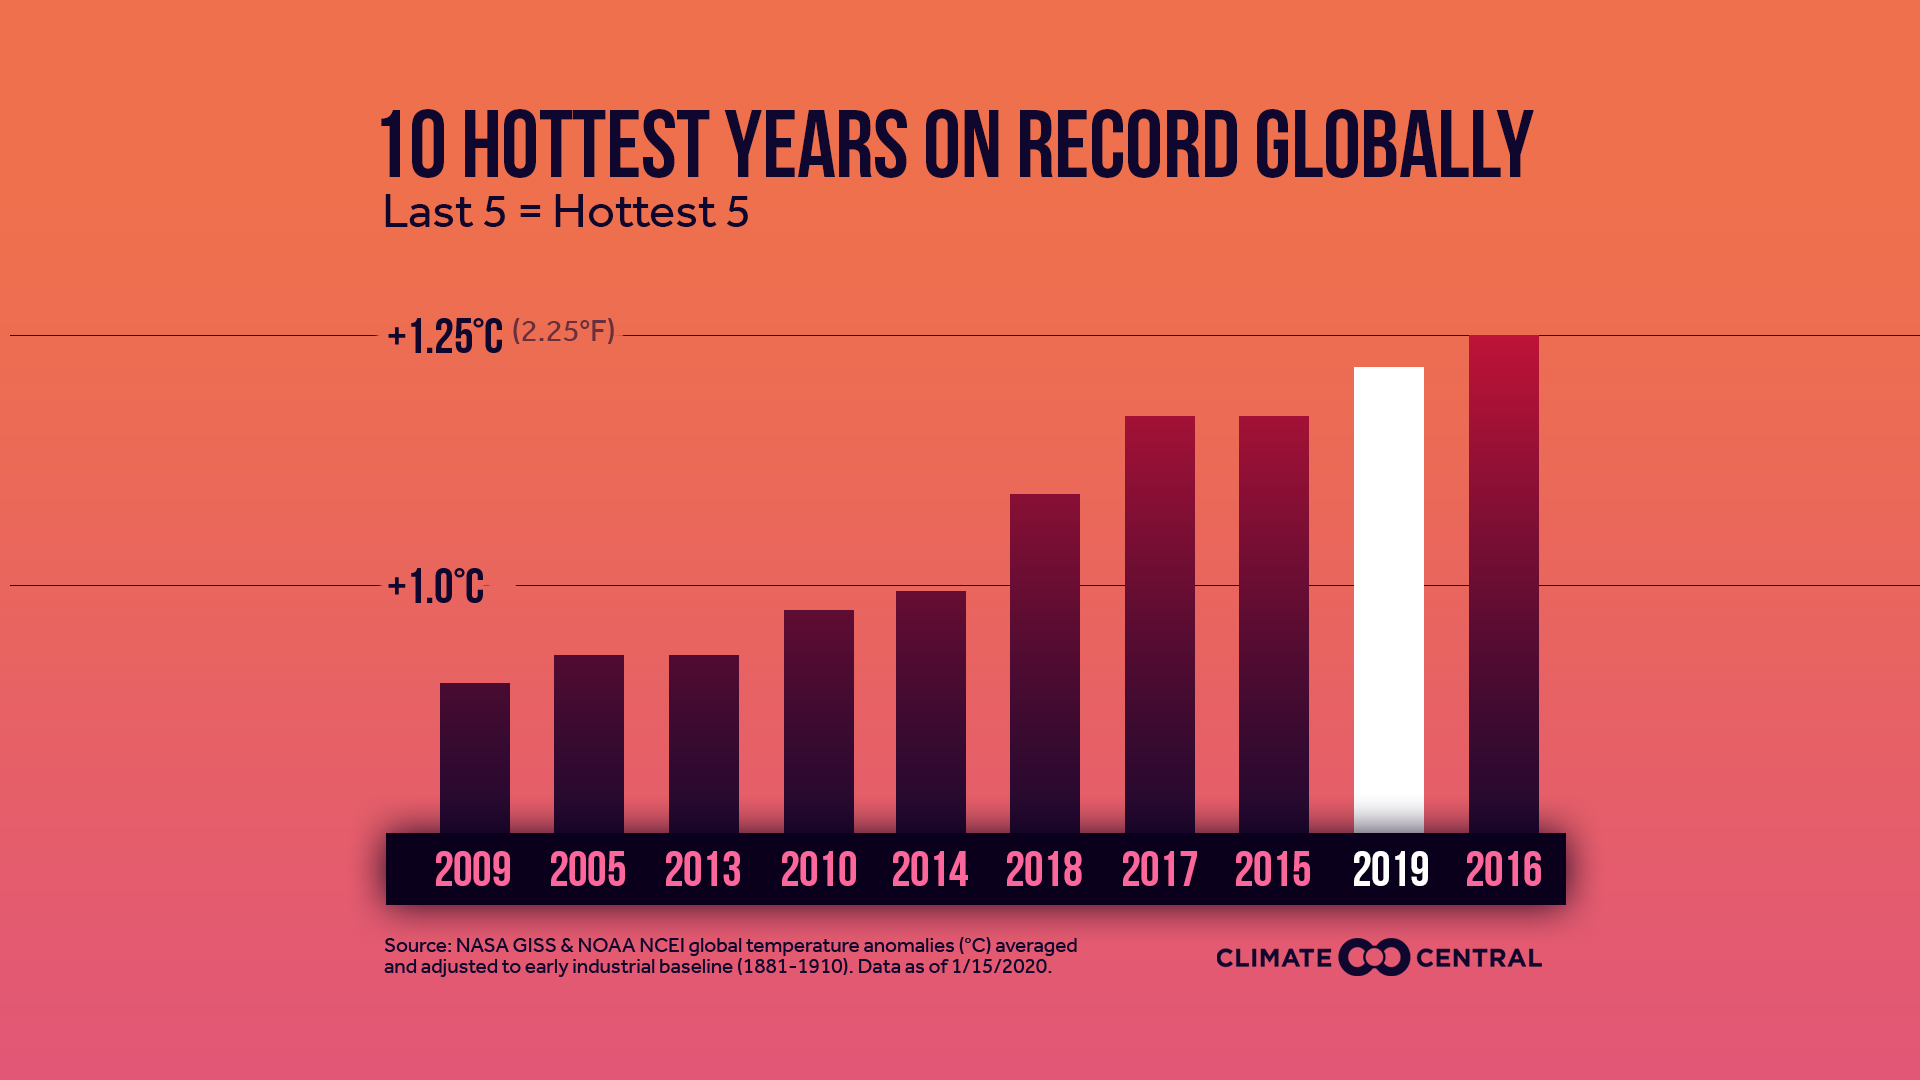 10 HOTTEST YEARS ON RECORD GLOBALLY
Last 5 = Hottest 5
+1.25°C (2.25°F)
+1.0°C
2009 2005 2013 2010 2014 2018 2017 2015 2019 2016
Source: NASA GISS & NOAA NCEI global temperature anomalies (°C) averaged
and adjusted to early industrial baseline (1881-1910). Data as of 1/15/2020.
CLIMATE CENTRAL